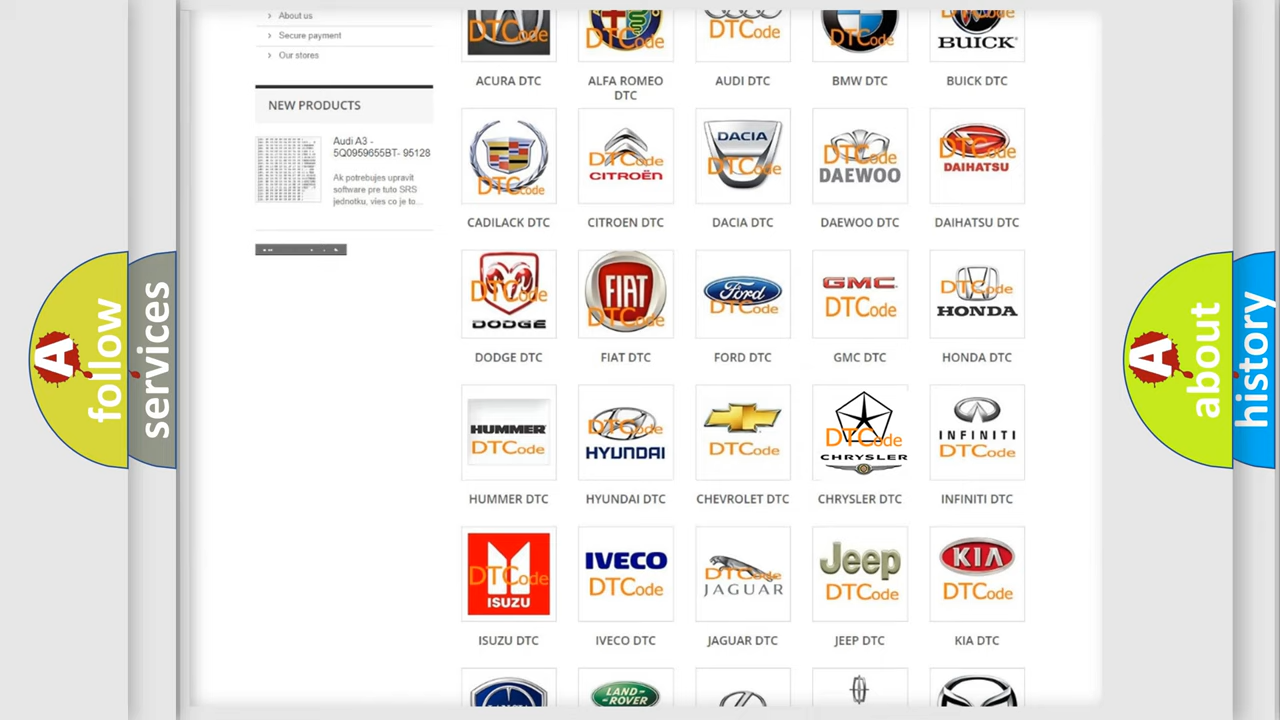 About us
Secure payment
Our stores
NEW PRODUCTS
Audi A3 -
5Q0959655BT- 95128
Ak potrebujes upravit
software pre tuto SRS
jednotku, vies co je to...
DTCode DTCode DTCode DTCode BUICK
ACURA DTC ALFA ROMEO DTC AUDI DTC BMW DTC BUICK DTC
DTCode
DTCode CITROËN
DACIA DTCode
DTCode DAEWOO
DTCode DAIHATSU
CADILACK DTC CITROEN DTC DACIA DTC DAEWOO DTC DAIHATSU DTC
DTCode DODGE
FIAT DTCode
Ford DTCode
GMC DTCode
DTCode HONDA
DODGE DTC FIAT DTC FORD DTC GMC DTC HONDA DTC
HUMMER DTCode
DTCode HYUNDAI
DTCode
DTCode CHRYSLER
INFINITI DTCode
HUMMER DTC HYUNDAI DTC CHEVROLET DTC CHRYSLER DTC INFINITI DTC
DTCode ISUZU
IVECO DTCode
DTCode JAGUAR
Jeep DTCode
KIA DTCode
ISUZU DTC IVECO DTC JAGUAR DTC JEEP DTC KIA DTC
LAND-
ROVER
A follow
services
A about
history